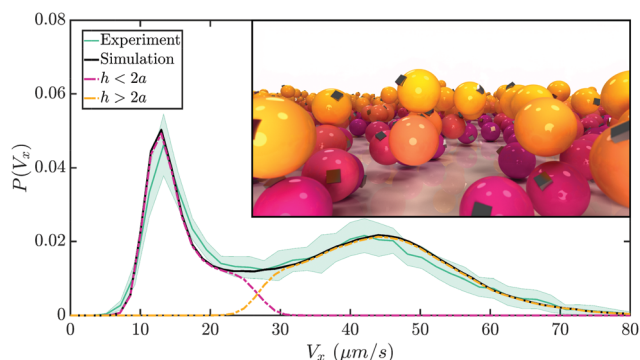 0.08
0.06
0.04
0.02
0
P(V_x)
Experiment
Simulation
h < 2a
h > 2a
0 10 20 30 40 50 60 70 80
V_x (μm/s)